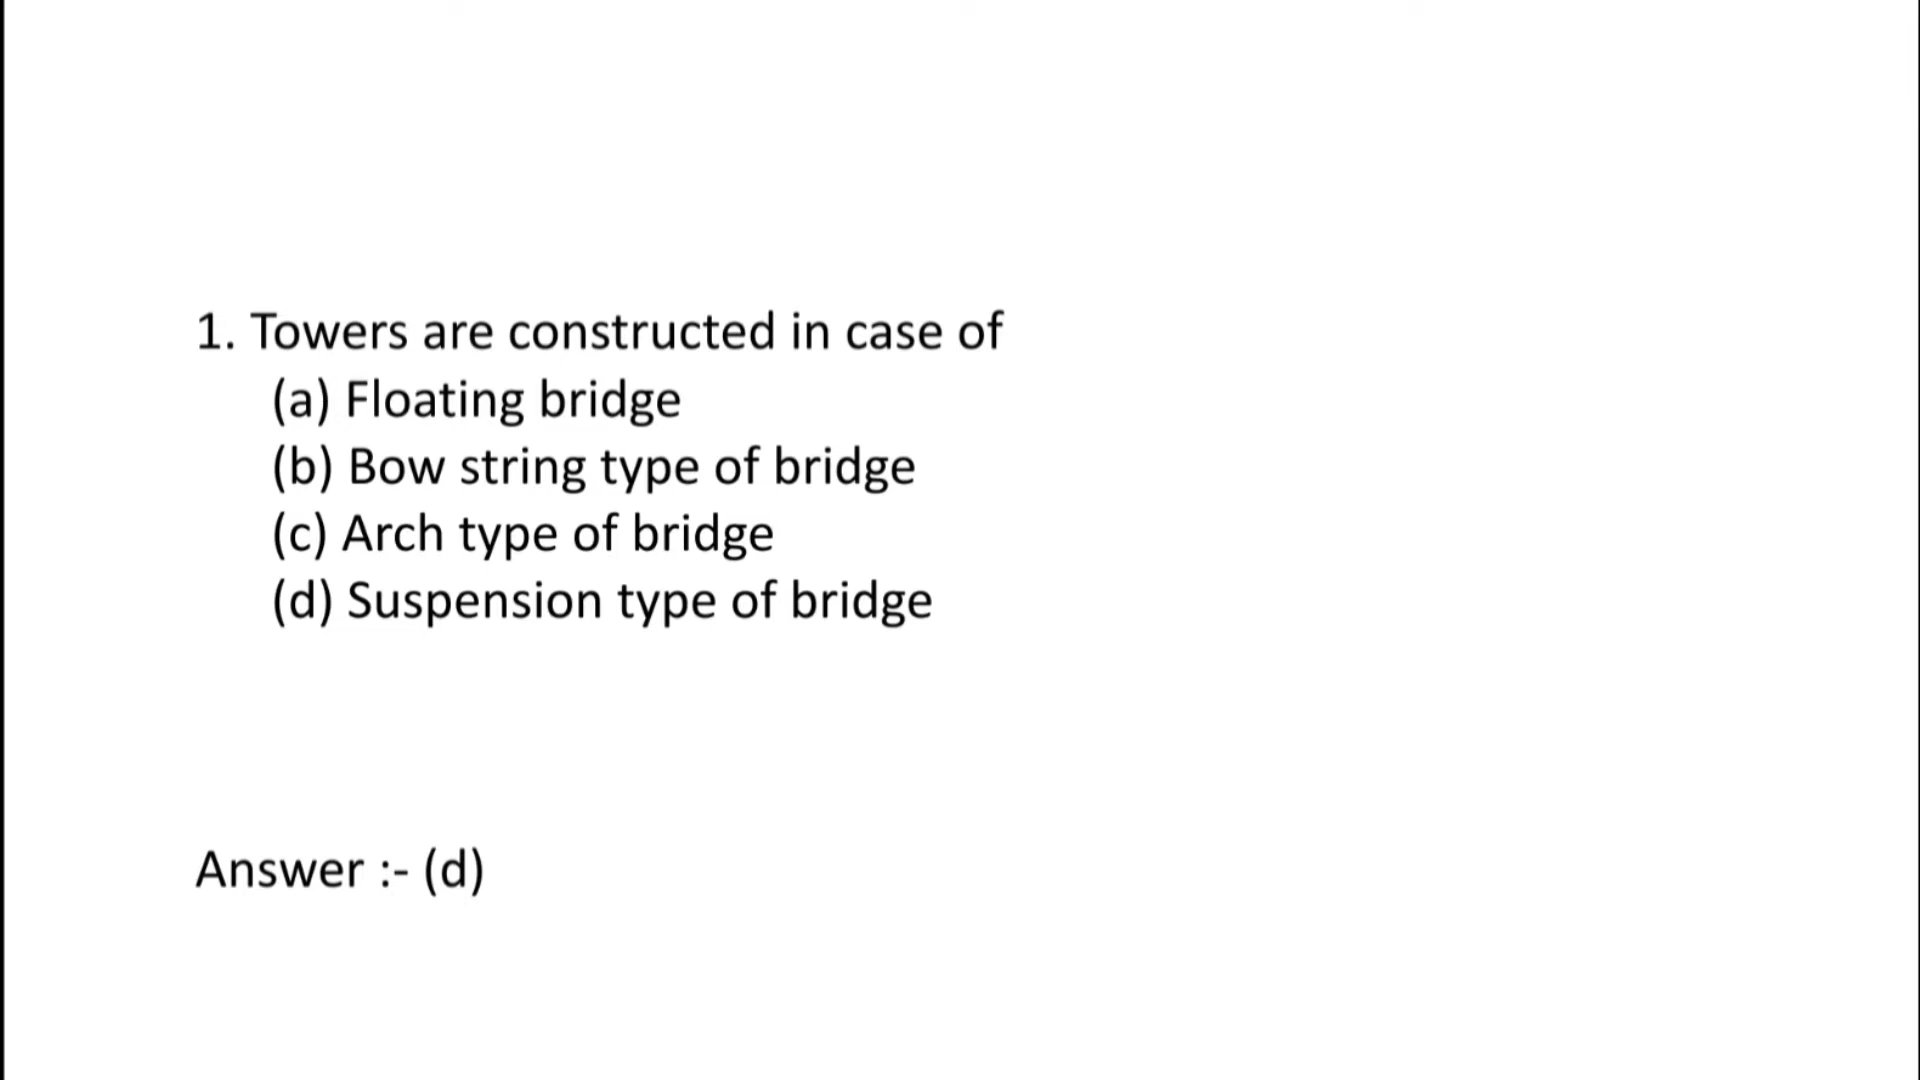 1. Towers are constructed in case of
(a) Floating bridge
(b) Bow string type of bridge
(c) Arch type of bridge
(d) Suspension type of bridge
Answer :- (d)